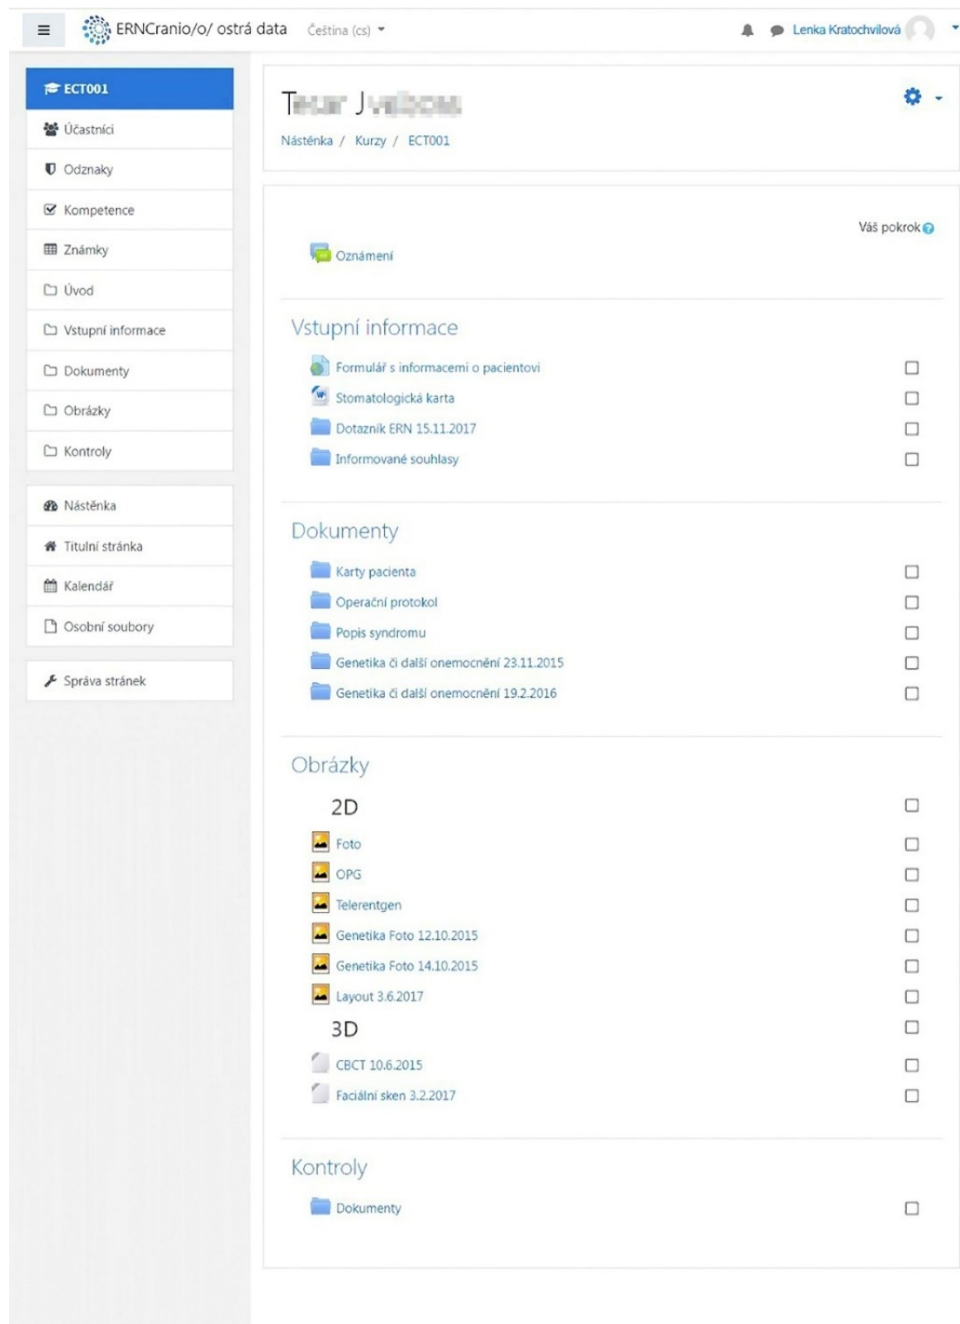 ERNCranio/o/ ostrá data Čeština (cs)
Lenka Kratochvílová
ECT001
Účastníci
Odznaky
Kompetence
Známky
Úvod
Vstupní informace
Dokumenty
Obrázky
Kontroly
Nástěnka
Titulní stránka
Kalendář
Osobní soubory
Správa stránek
Nástěnka / Kurzy / ECT001
Váš pokrok
Oznámení
Vstupní informace
Formulář s informacemi o pacientovi
Stomatologická karta
Dotazník ERN 15.11.2017
Informované souhlasy
Dokumenty
Karty pacienta
Operační protokol
Popis syndromu
Genetika či další onemocnění 23.11.2015
Genetika či další onemocnění 19.2.2016
Obrázky
2D
Foto
OPG
Telerentgen
Genetika Foto 12.10.2015
Genetika Foto 14.10.2015
Layout 3.6.2017
3D
CBCT 10.6.2015
Faciální sken 3.2.2017
Kontroly
Dokumenty